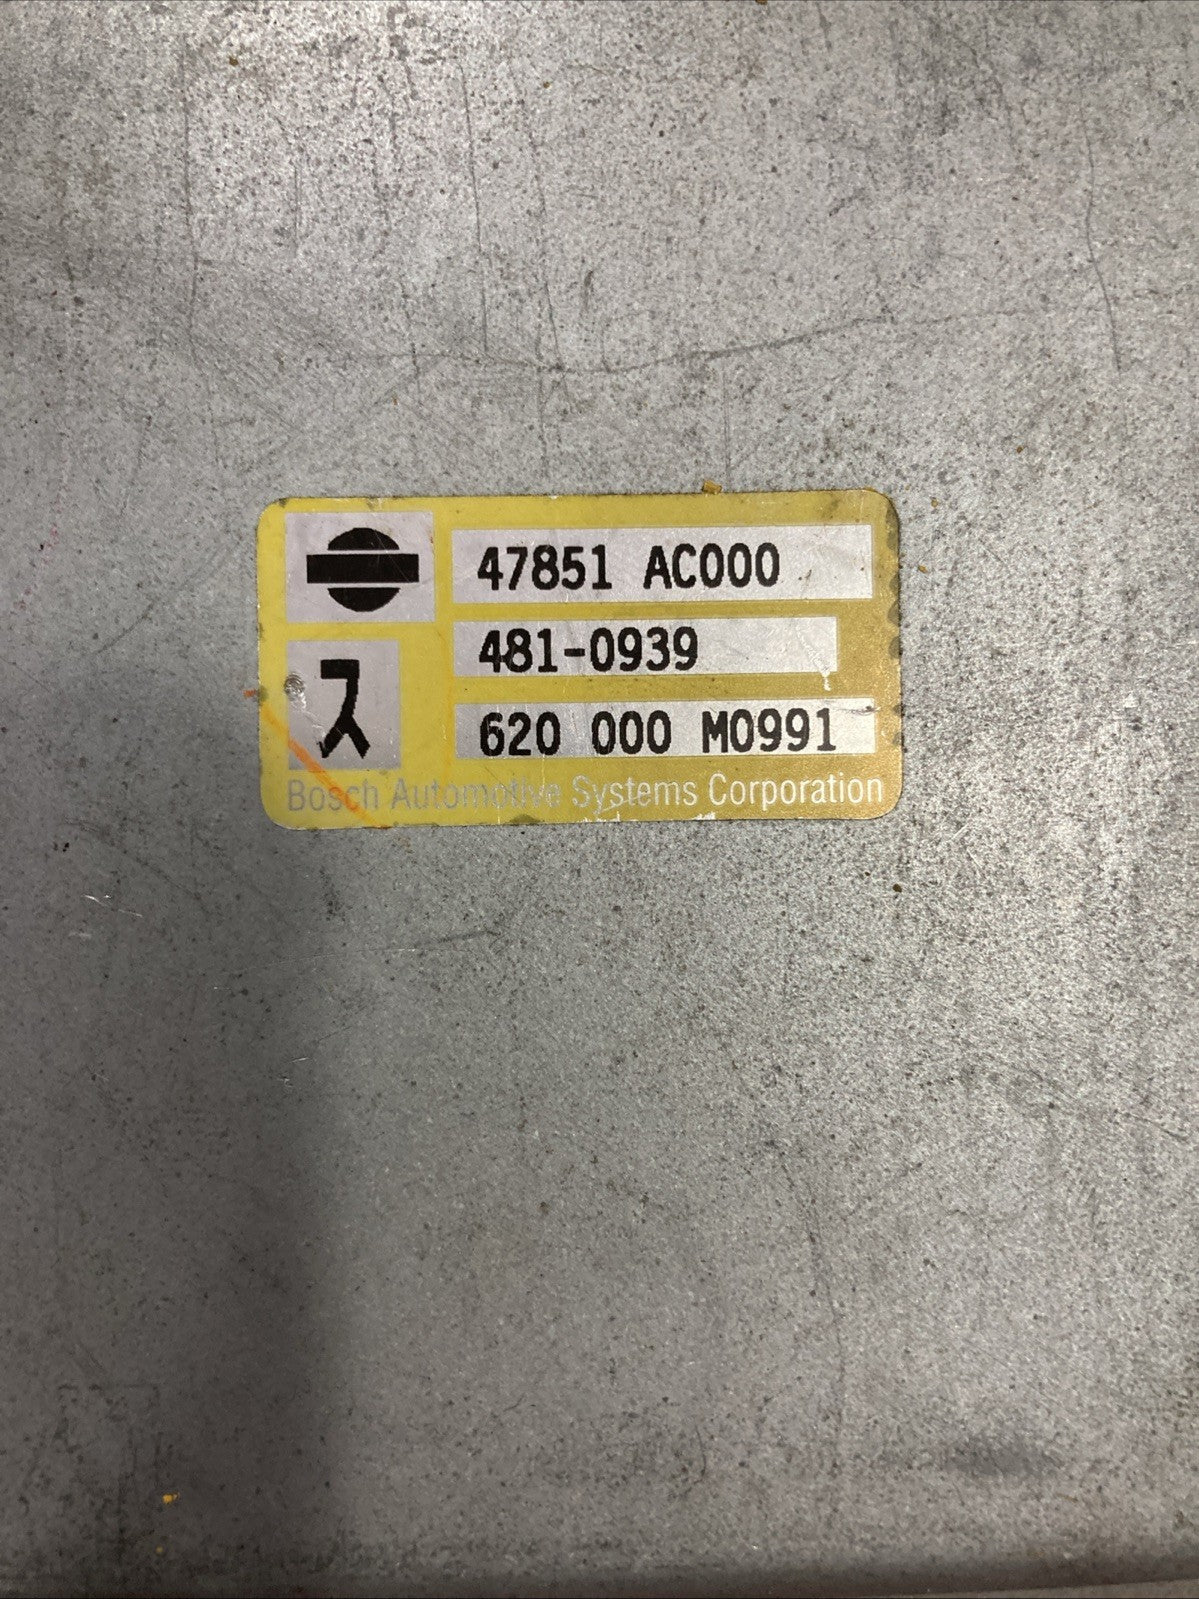 47851 AC000
481-0939
ス
620 000 M0991
Bosch Automotive Systems Corporation